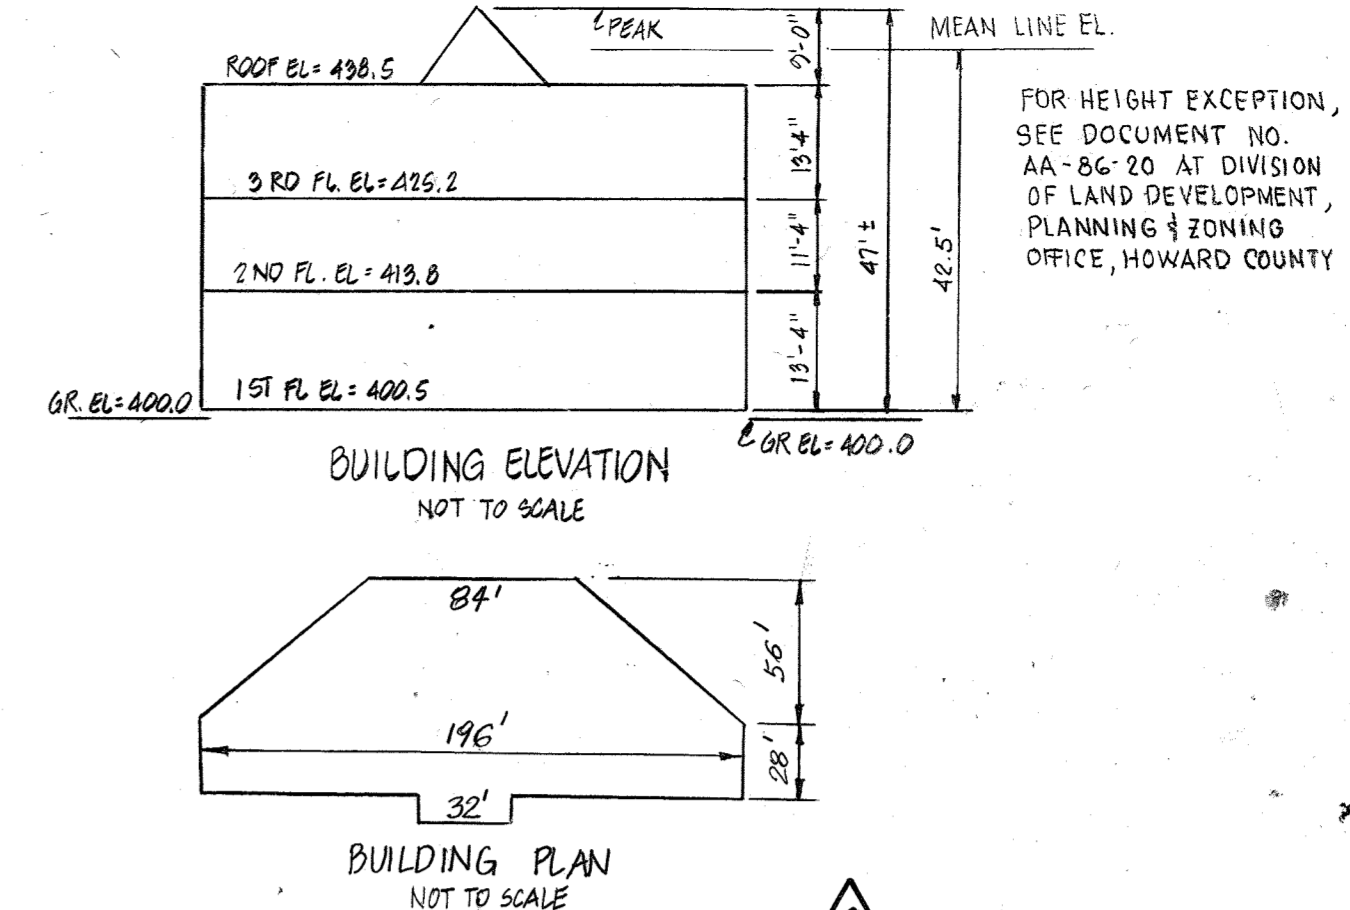 ℄ PEAK
MEAN LINE EL.
ROOF EL= 438.5
9'-0"
13'-4"
3 RD FL. EL=425.2
11'-4"
47'±
42.5'
2 ND FL. EL= 413.8
13'-4"
1 ST FL EL= 400.5
GR. EL=400.0
℄ GR EL= 400.0
FOR HEIGHT EXCEPTION,
SEE DOCUMENT NO.
AA-86-20 AT DIVISION
OF LAND DEVELOPMENT,
PLANNING & ZONING
OFFICE, HOWARD COUNTY
BUILDING ELEVATION
NOT TO SCALE
84'
56'
196'
28'
32'
BUILDING PLAN
NOT TO SCALE